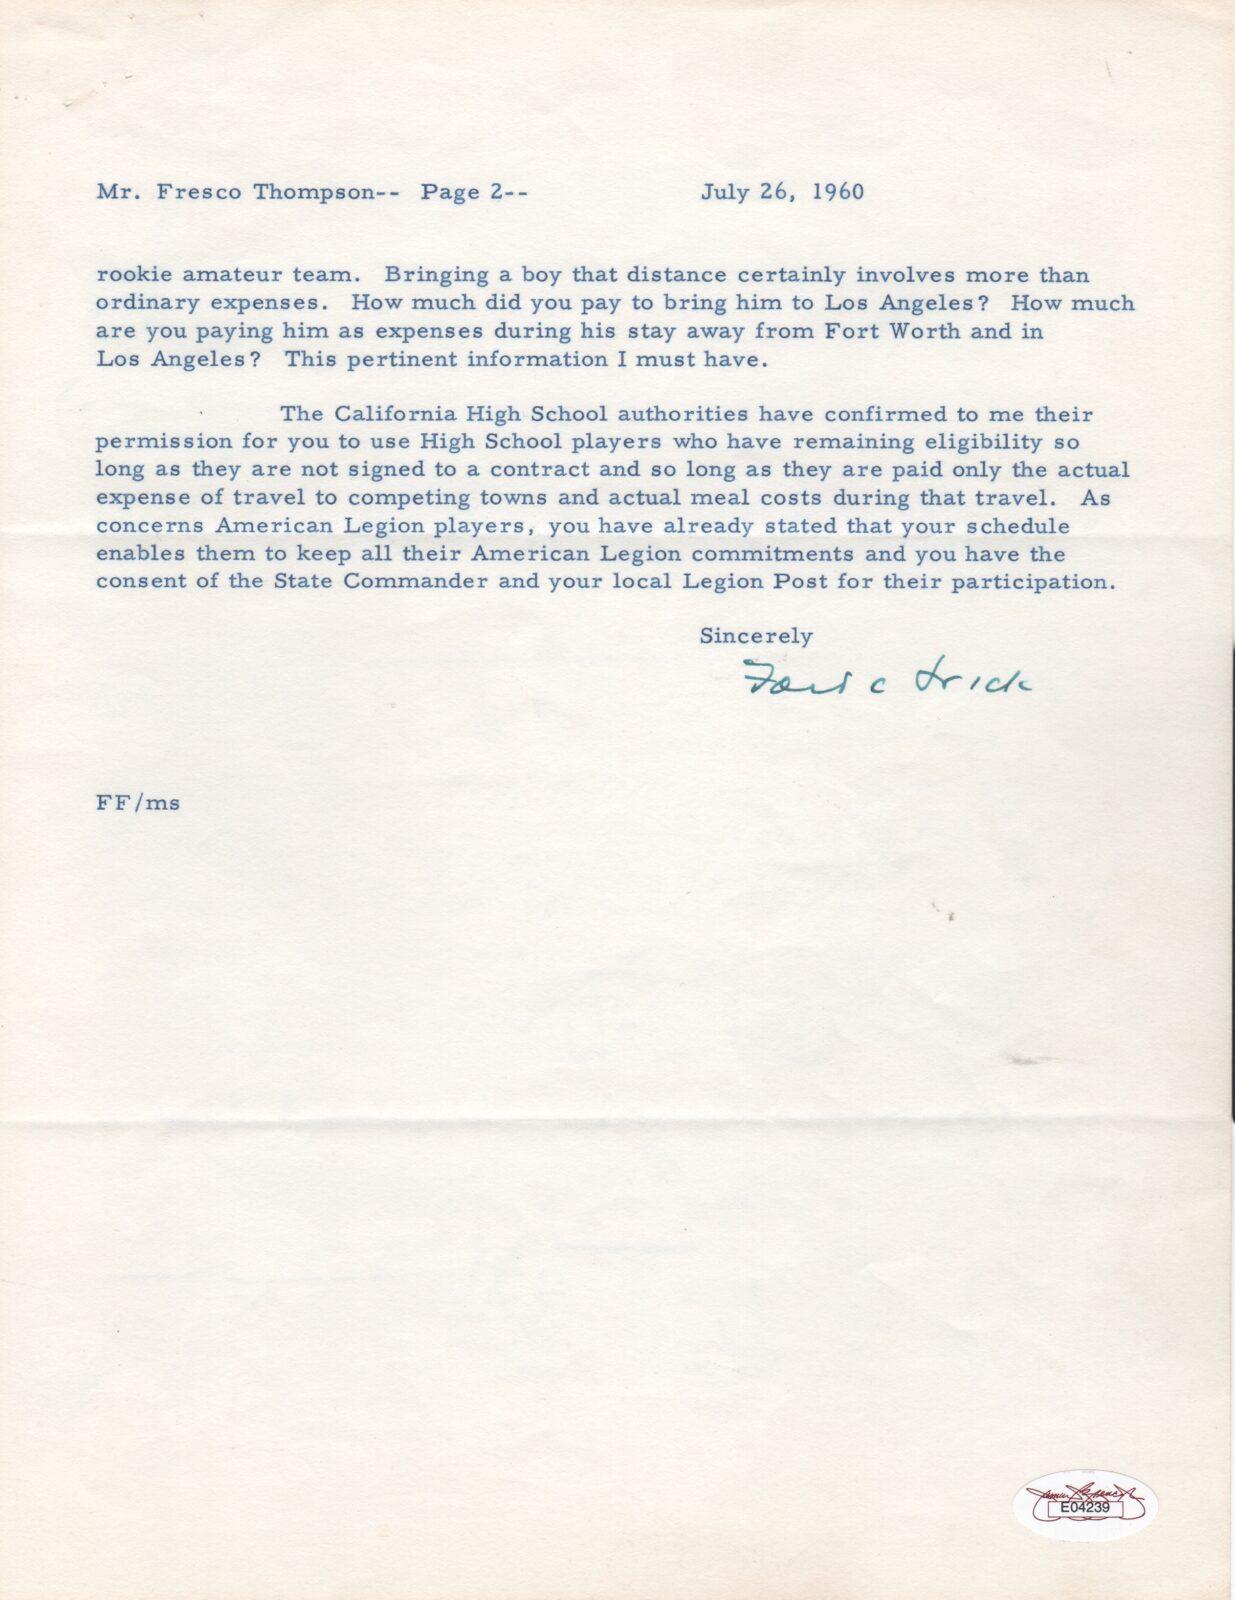 Mr. Fresco Thompson-- Page 2-- July 26, 1960
rookie amateur team. Bringing a boy that distance certainly involves more than
ordinary expenses. How much did you pay to bring him to Los Angeles? How much
are you paying him as expenses during his stay away from Fort Worth and in
Los Angeles? This pertinent information I must have.
The California High School authorities have confirmed to me their
permission for you to use High School players who have remaining eligibility so
long as they are not signed to a contract and so long as they are paid only the actual
expense of travel to competing towns and actual meal costs during that travel. As
concerns American Legion players, you have already stated that your schedule
enables them to keep all their American Legion commitments and you have the
consent of the State Commander and your local Legion Post for their participation.
Sincerely
Ford C Frick
FF/ms
James Spence Jr
E04239